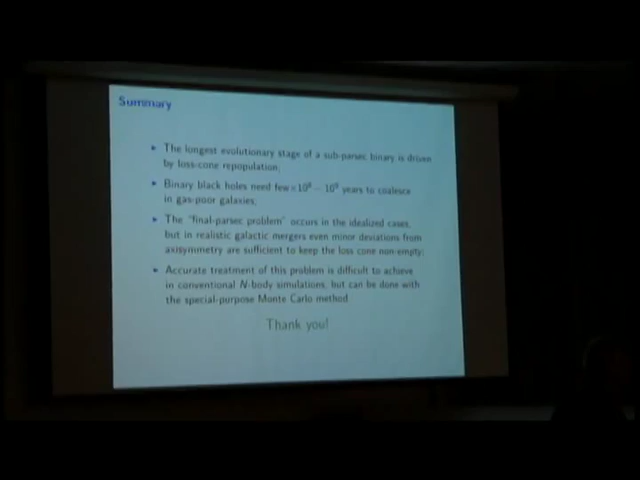 Summary
The longest evolutionary stage of a sub-parsec binary is driven
by loss-cone repopulation;
Binary black holes need few×10⁸ – 10⁹ years to coalesce
in gas-poor galaxies;
The "final-parsec problem" occurs in the idealized cases,
but in realistic galactic mergers even minor deviations from
axisymmetry are sufficient to keep the loss cone non-empty;
Accurate treatment of this problem is difficult to achieve
in conventional N-body simulations, but can be done with
the special-purpose Monte Carlo method
Thank you!